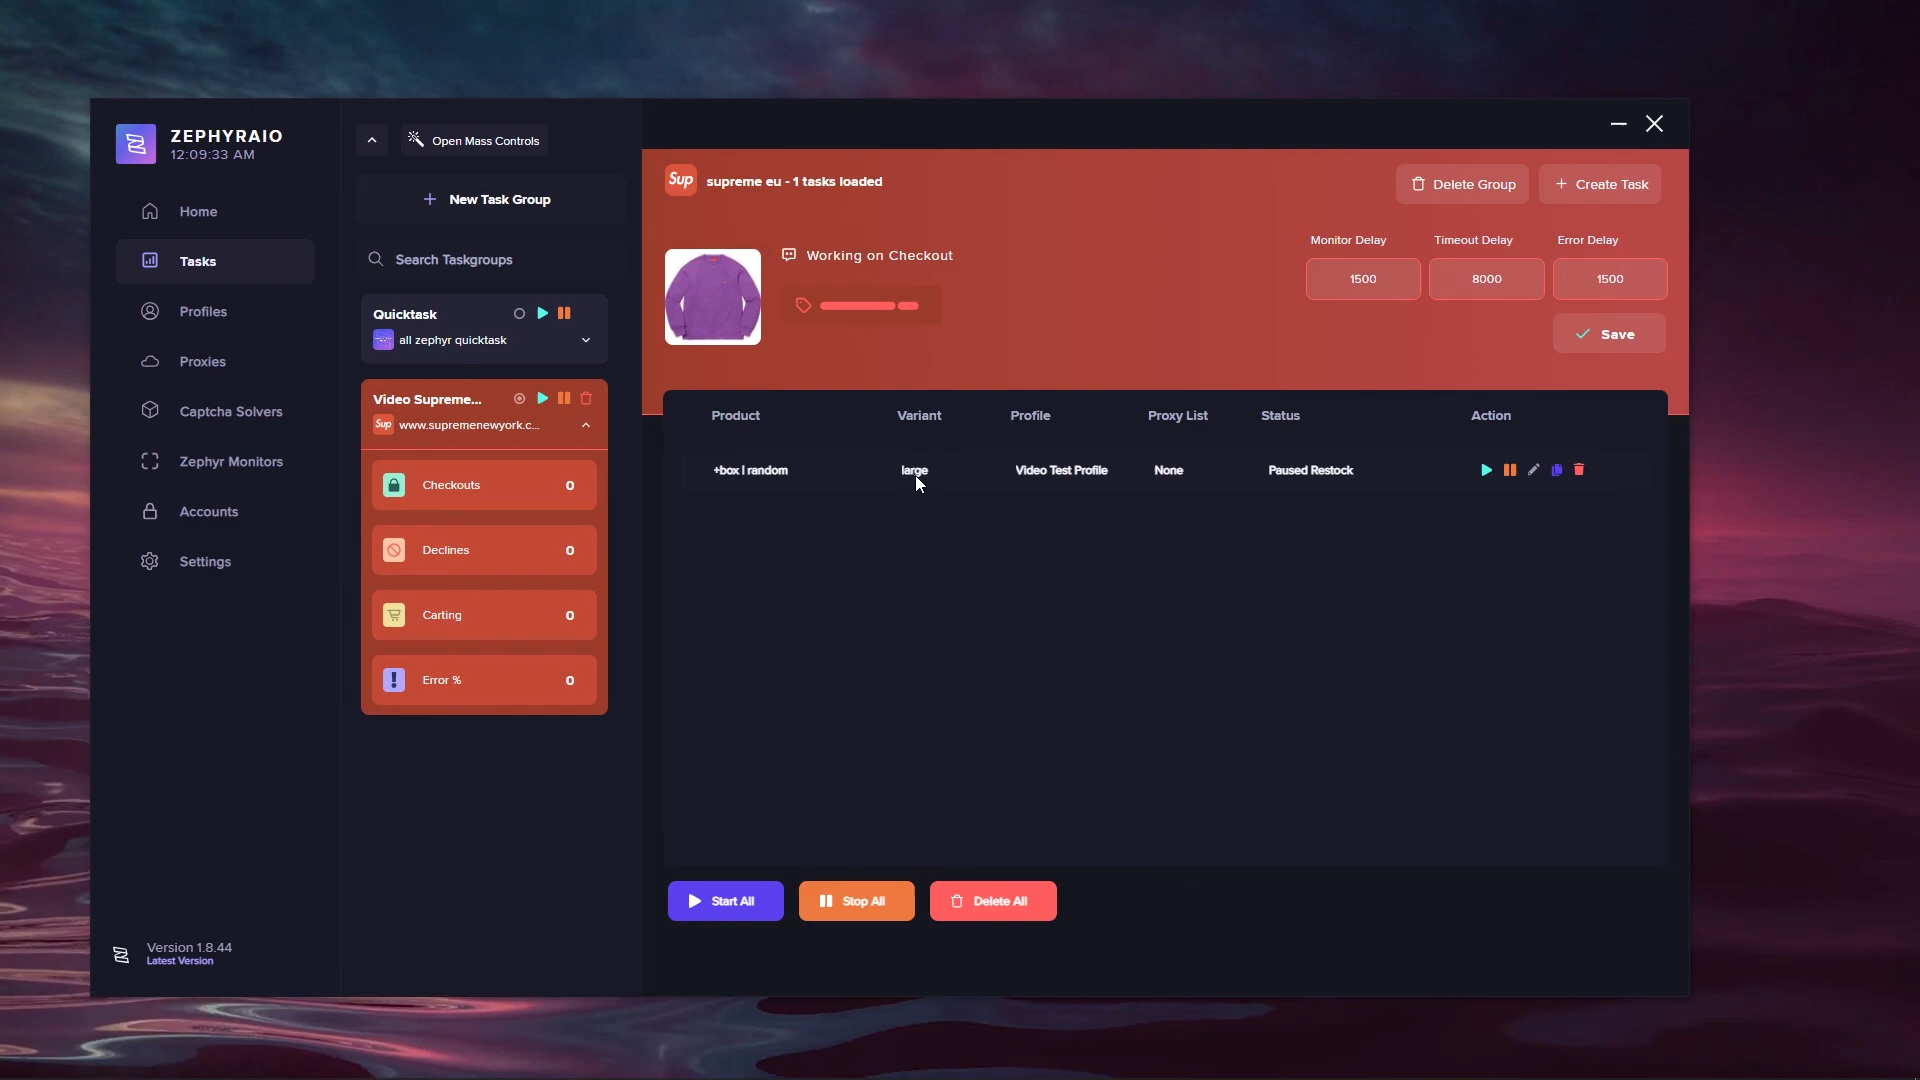 ZEPHYRAIO
12:09:33 AM
Home
Tasks
Profiles
Proxies
Captcha Solvers
Zephyr Monitors
Accounts
Settings
Version 1.8.44
Latest Version
Open Mass Controls
New Task Group
Search Taskgroups
Quicktask
all zephyr quicktask
Video Supreme...
Sup www.supremenewyork.c...
Checkouts 0
Declines 0
Carting 0
Error % 0
Sup supreme eu - 1 tasks loaded
Delete Group
Create Task
Working on Checkout
Monitor Delay Timeout Delay Error Delay
1500 8000 1500
Save
Product Variant Profile Proxy List Status Action
+box | random large Video Test Profile None Paused Restock
Start All Stop All Delete All